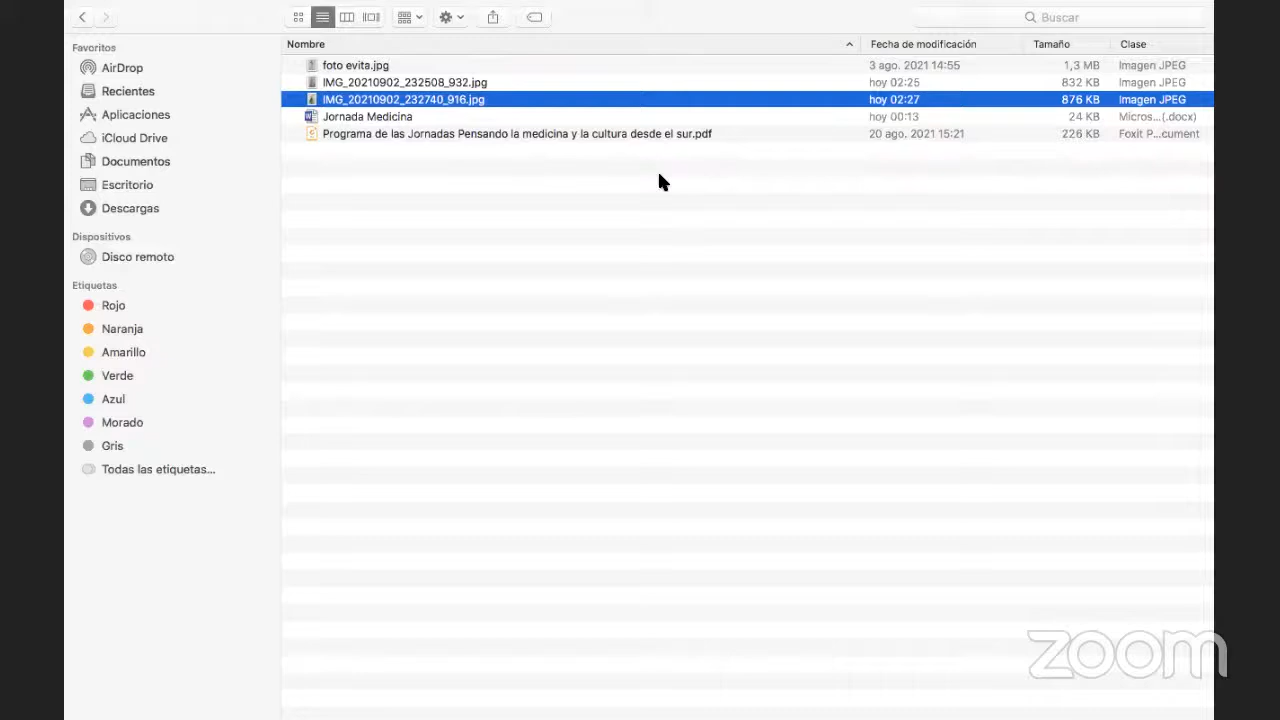 Buscar
Favoritos
AirDrop
Recientes
Aplicaciones
iCloud Drive
Documentos
Escritorio
Descargas
Dispositivos
Disco remoto
Etiquetas
Rojo
Naranja
Amarillo
Verde
Azul
Morado
Gris
Todas las etiquetas...
Nombre Fecha de modificación Tamaño Clase
foto evita.jpg 3 ago. 2021 14:55 1,3 MB Imagen JPEG
IMG_20210902_232508_932.jpg hoy 02:25 832 KB Imagen JPEG
IMG_20210902_232740_916.jpg hoy 02:27 876 KB Imagen JPEG
Jornada Medicina hoy 00:13 24 KB Micros...(.docx)
Programa de las Jornadas Pensando la medicina y la cultura desde el sur.pdf 20 ago. 2021 15:21 226 KB Foxit P...cument
zoom